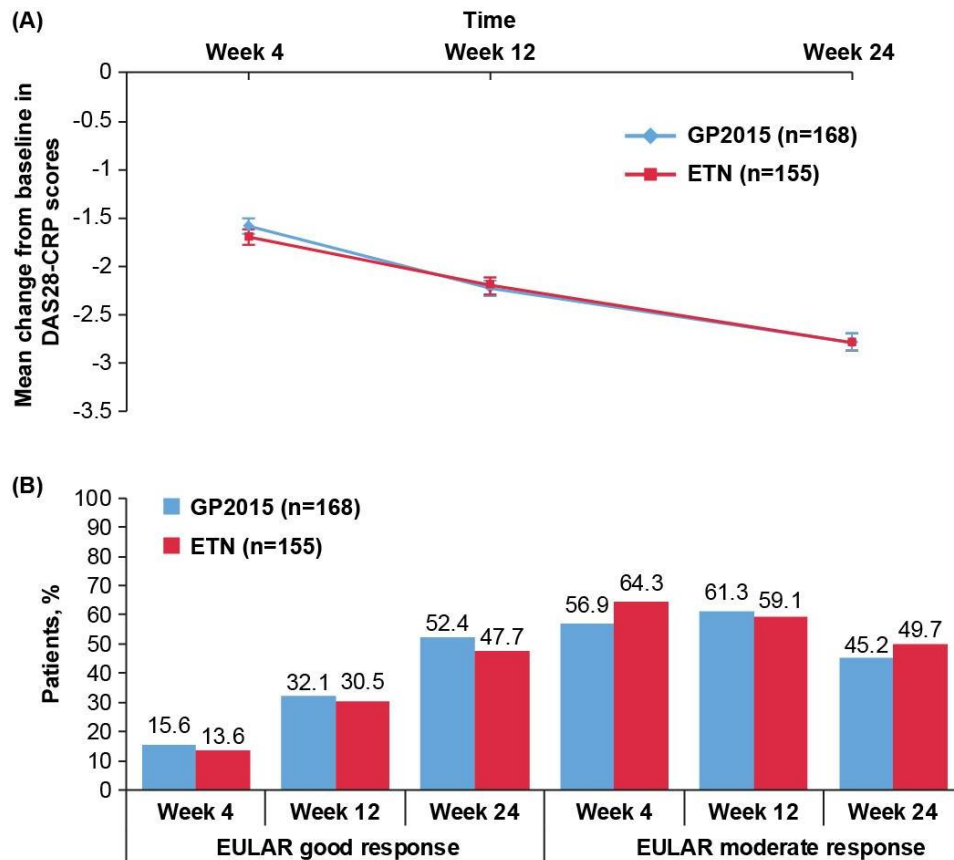 (A)
Time
Week 4 Week 12 Week 24
0
-0.5
-1
-1.5
-2
-2.5
-3
-3.5
Mean change from baseline in
DAS28-CRP scores
GP2015 (n=168)
ETN (n=155)
(B)
100
90
80
70
60
50
40
30
20
10
0
Patients, %
GP2015 (n=168)
ETN (n=155)
15.6 13.6 32.1 30.5 52.4 47.7 56.9 64.3 61.3 59.1 45.2 49.7
Week 4 Week 12 Week 24 Week 4 Week 12 Week 24
EULAR good response EULAR moderate response